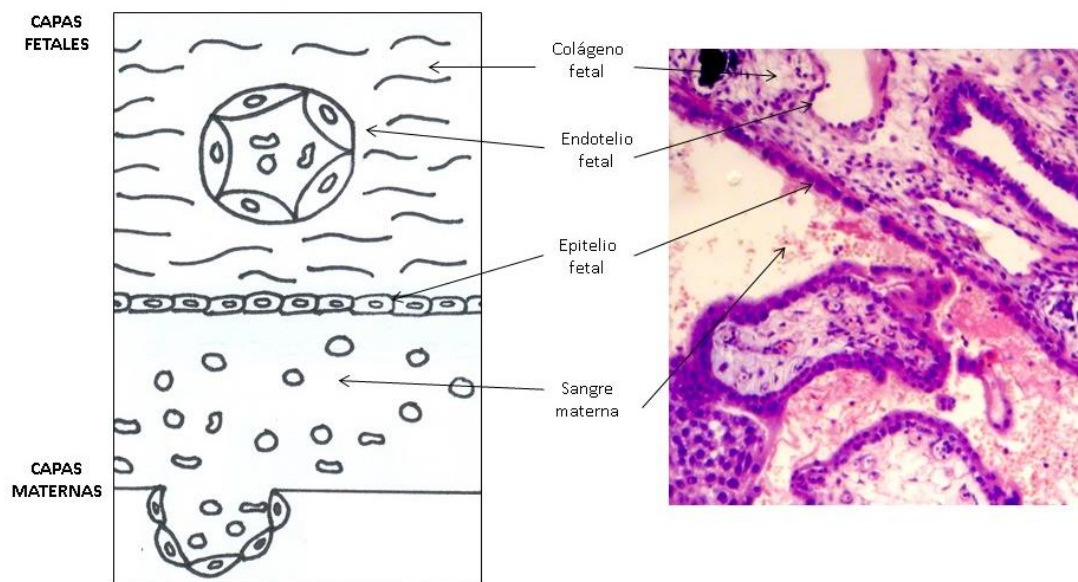 CAPAS
FETALES
Colágeno
fetal
Endotelio
fetal
Epitelio
fetal
Sangre
materna
CAPAS
MATERNAS